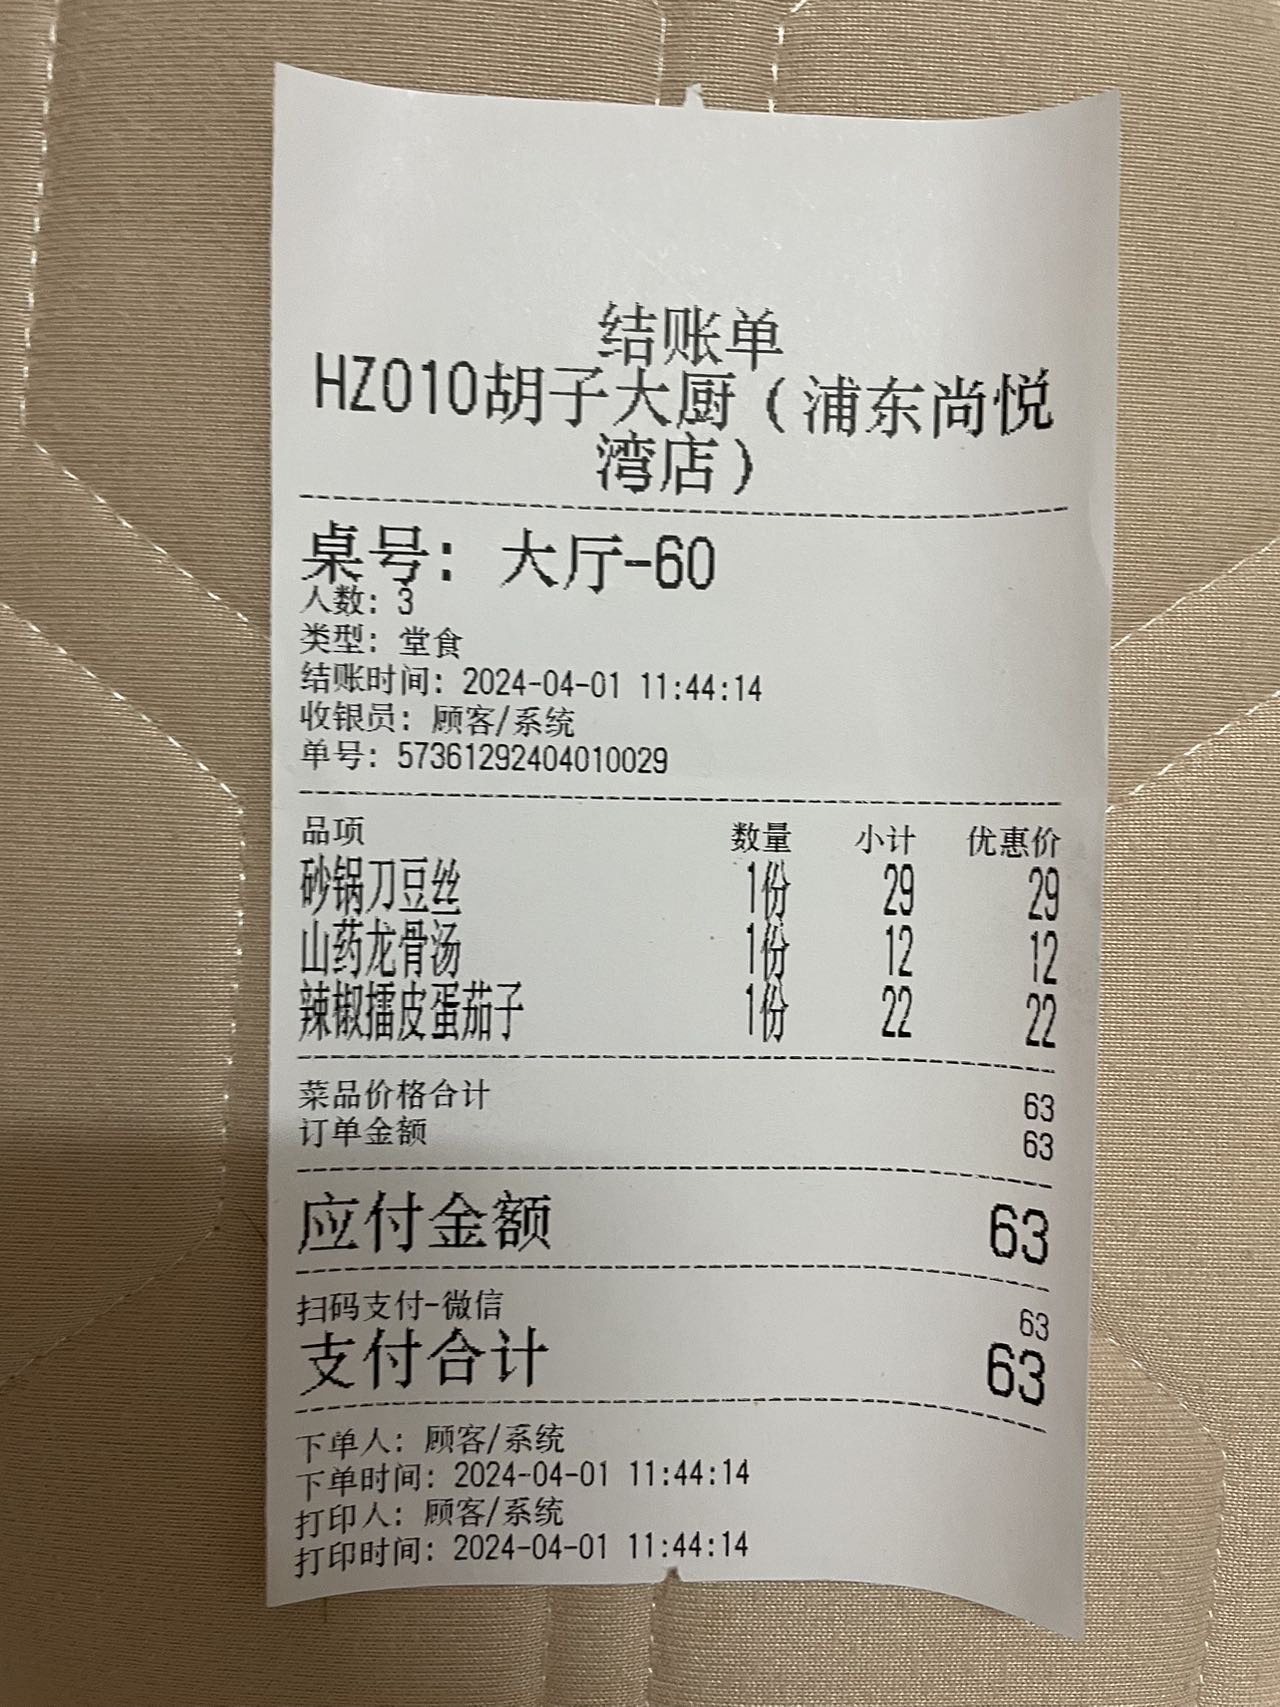 结账单
HZ010胡子大厨(浦东尚悦
湾店)
桌号: 大厅-60
人数: 3
类型: 堂食
结账时间: 2024-04-01 11:44:14
收银员: 顾客/系统
单号: 57361292404010029
品项 数量 小计 优惠价
砂锅刀豆丝 1份 29 29
山药龙骨汤 1份 12 12
辣椒擂皮蛋茄子 1份 22 22
菜品价格合计 63
订单金额 63
应付金额 63
扫码支付-微信 63
支付合计 63
下单人: 顾客/系统
下单时间: 2024-04-01 11:44:14
打印人: 顾客/系统
打印时间: 2024-04-01 11:44:14